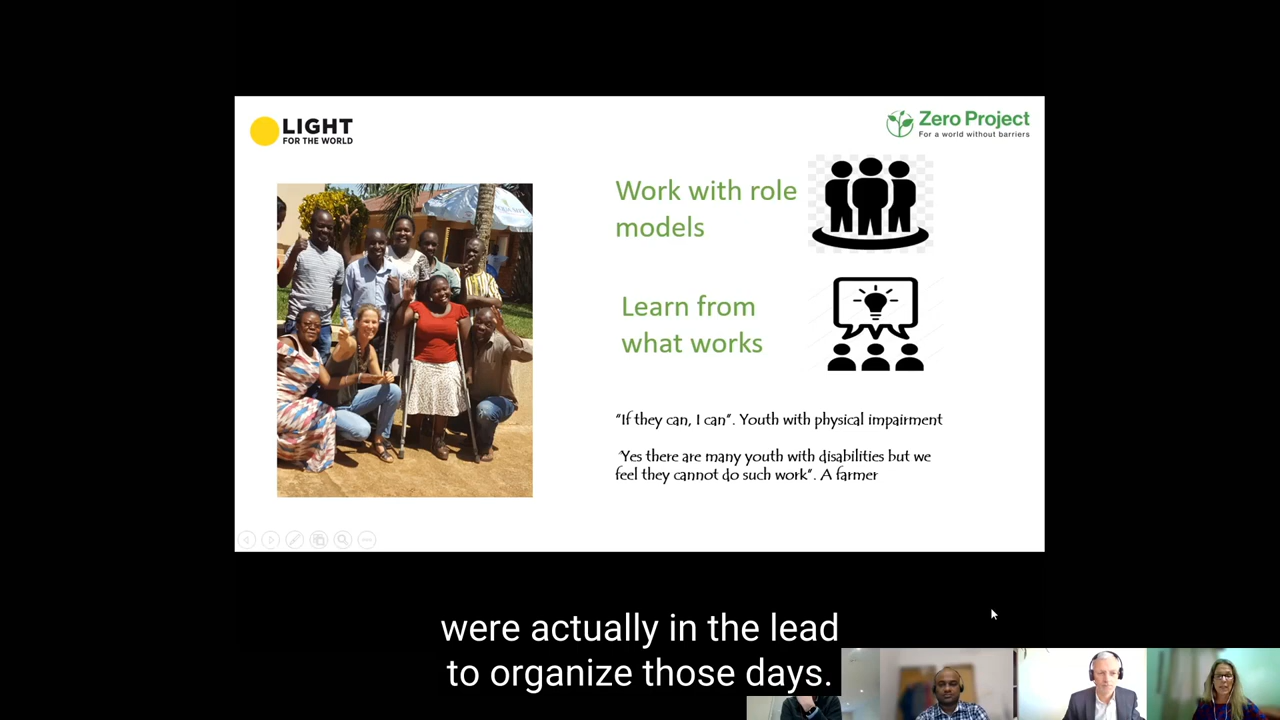 LIGHT
FOR THE WORLD
Zero Project
For a world without barriers
Work with role
models
Learn from
what works
"If they can, I can". Youth with physical impairment
"Yes there are many youth with disabilities but we
feel they cannot do such work". A farmer
were actually in the lead
to organize those days.